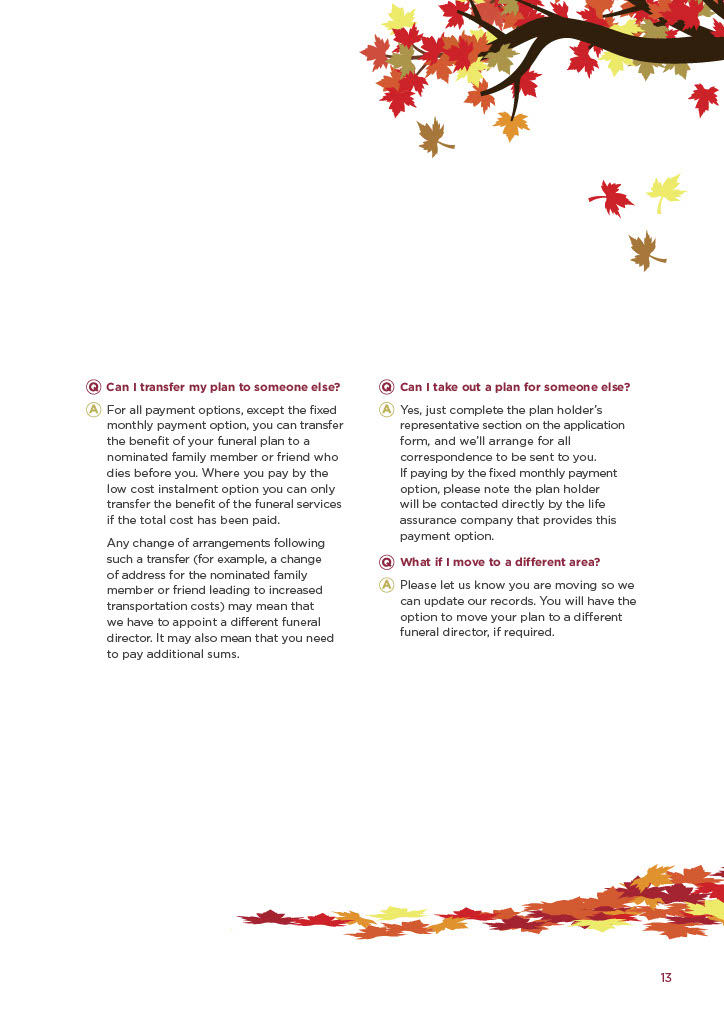 Q Can I transfer my plan to someone else?
A For all payment options, except the fixed
monthly payment option, you can transfer
the benefit of your funeral plan to a
nominated family member or friend who
dies before you. Where you pay by the
low cost instalment option you can only
transfer the benefit of the funeral services
if the total cost has been paid.
Any change of arrangements following
such a transfer (for example, a change
of address for the nominated family
member or friend leading to increased
transportation costs) may mean that
we have to appoint a different funeral
director. It may also mean that you need
to pay additional sums.
Q Can I take out a plan for someone else?
A Yes, just complete the plan holder’s
representative section on the application
form, and we’ll arrange for all
correspondence to be sent to you.
If paying by the fixed monthly payment
option, please note the plan holder
will be contacted directly by the life
assurance company that provides this
payment option.
Q What if I move to a different area?
A Please let us know you are moving so we
can update our records. You will have the
option to move your plan to a different
funeral director, if required.
13